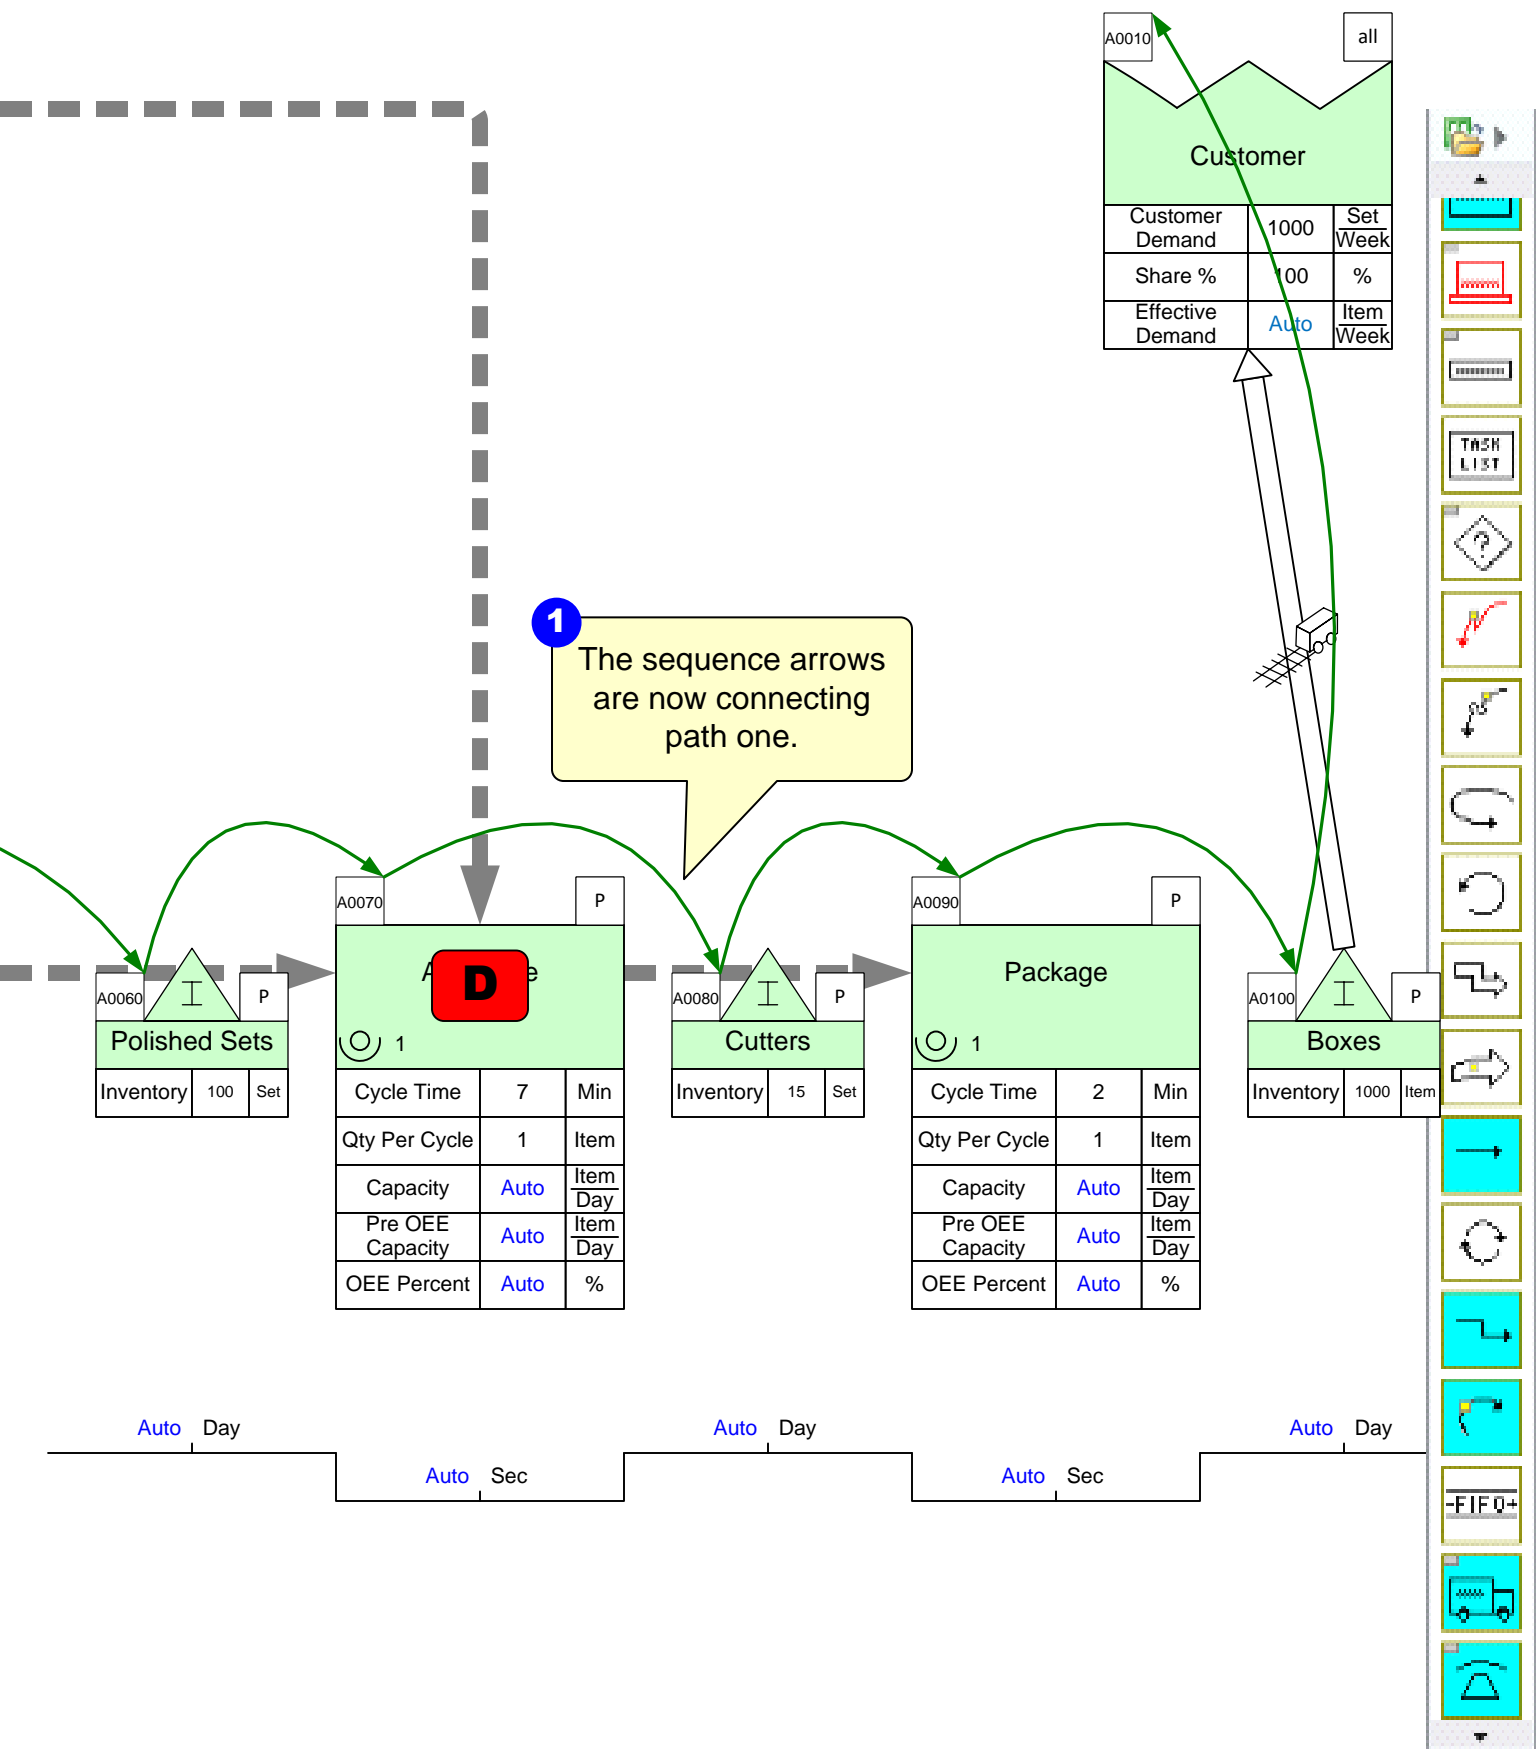 A0010
all
Customer
Customer Demand 1000 Set Week
Share % 100 %
Effective Demand Auto Item Week
TASK
LIST
?
1
The sequence arrows
are now connecting
path one.
A0060
I
P
Polished Sets
Inventory 100 Set
A0070
P
D
1
Cycle Time 7 Min
Qty Per Cycle 1 Item
Capacity Auto Item Day
Pre OEE Capacity Auto Item Day
OEE Percent Auto %
A0080
I
P
Cutters
Inventory 15 Set
A0090
P
Package
1
Cycle Time 2 Min
Qty Per Cycle 1 Item
Capacity Auto Item Day
Pre OEE Capacity Auto Item Day
OEE Percent Auto %
A0100
I
P
Boxes
Inventory 1000 Item
Auto Day
Auto Sec
Auto Day
Auto Sec
Auto Day
-FIFO+